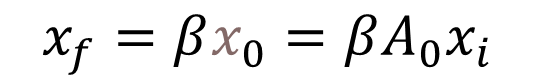 x_f = βx_0 = βA_0x_i